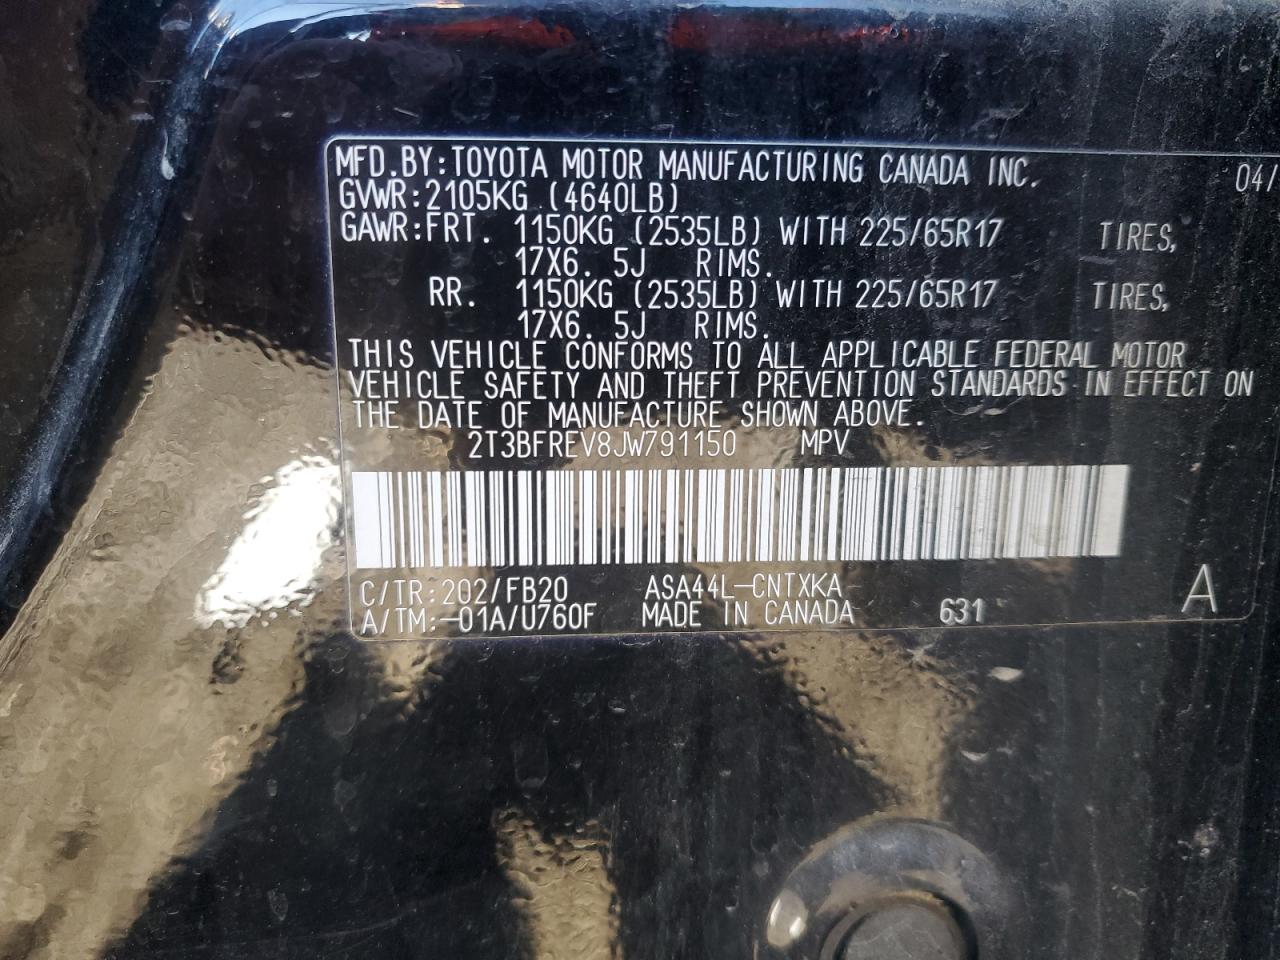 MFD.BY:TOYOTA MOTOR MANUFACTURING CANADA INC. 04/
GVWR:2105KG (4640LB)
GAWR:FRT. 1150KG (2535LB) WITH 225/65R17 TIRES,
17X6. 5J RIMS.
RR. 1150KG (2535LB) WITH 225/65R17 TIRES,
17X6. 5J RIMS.
THIS VEHICLE CONFORMS TO ALL APPLICABLE FEDERAL MOTOR
VEHICLE SAFETY AND THEFT PREVENTION STANDARDS IN EFFECT ON
THE DATE OF MANUFACTURE SHOWN ABOVE.
2T3BFREV8JW791150 MPV
C/TR:202/FB20 ASA44L-CNTXKA A
A/TM:-01A/U760F MADE IN CANADA 631